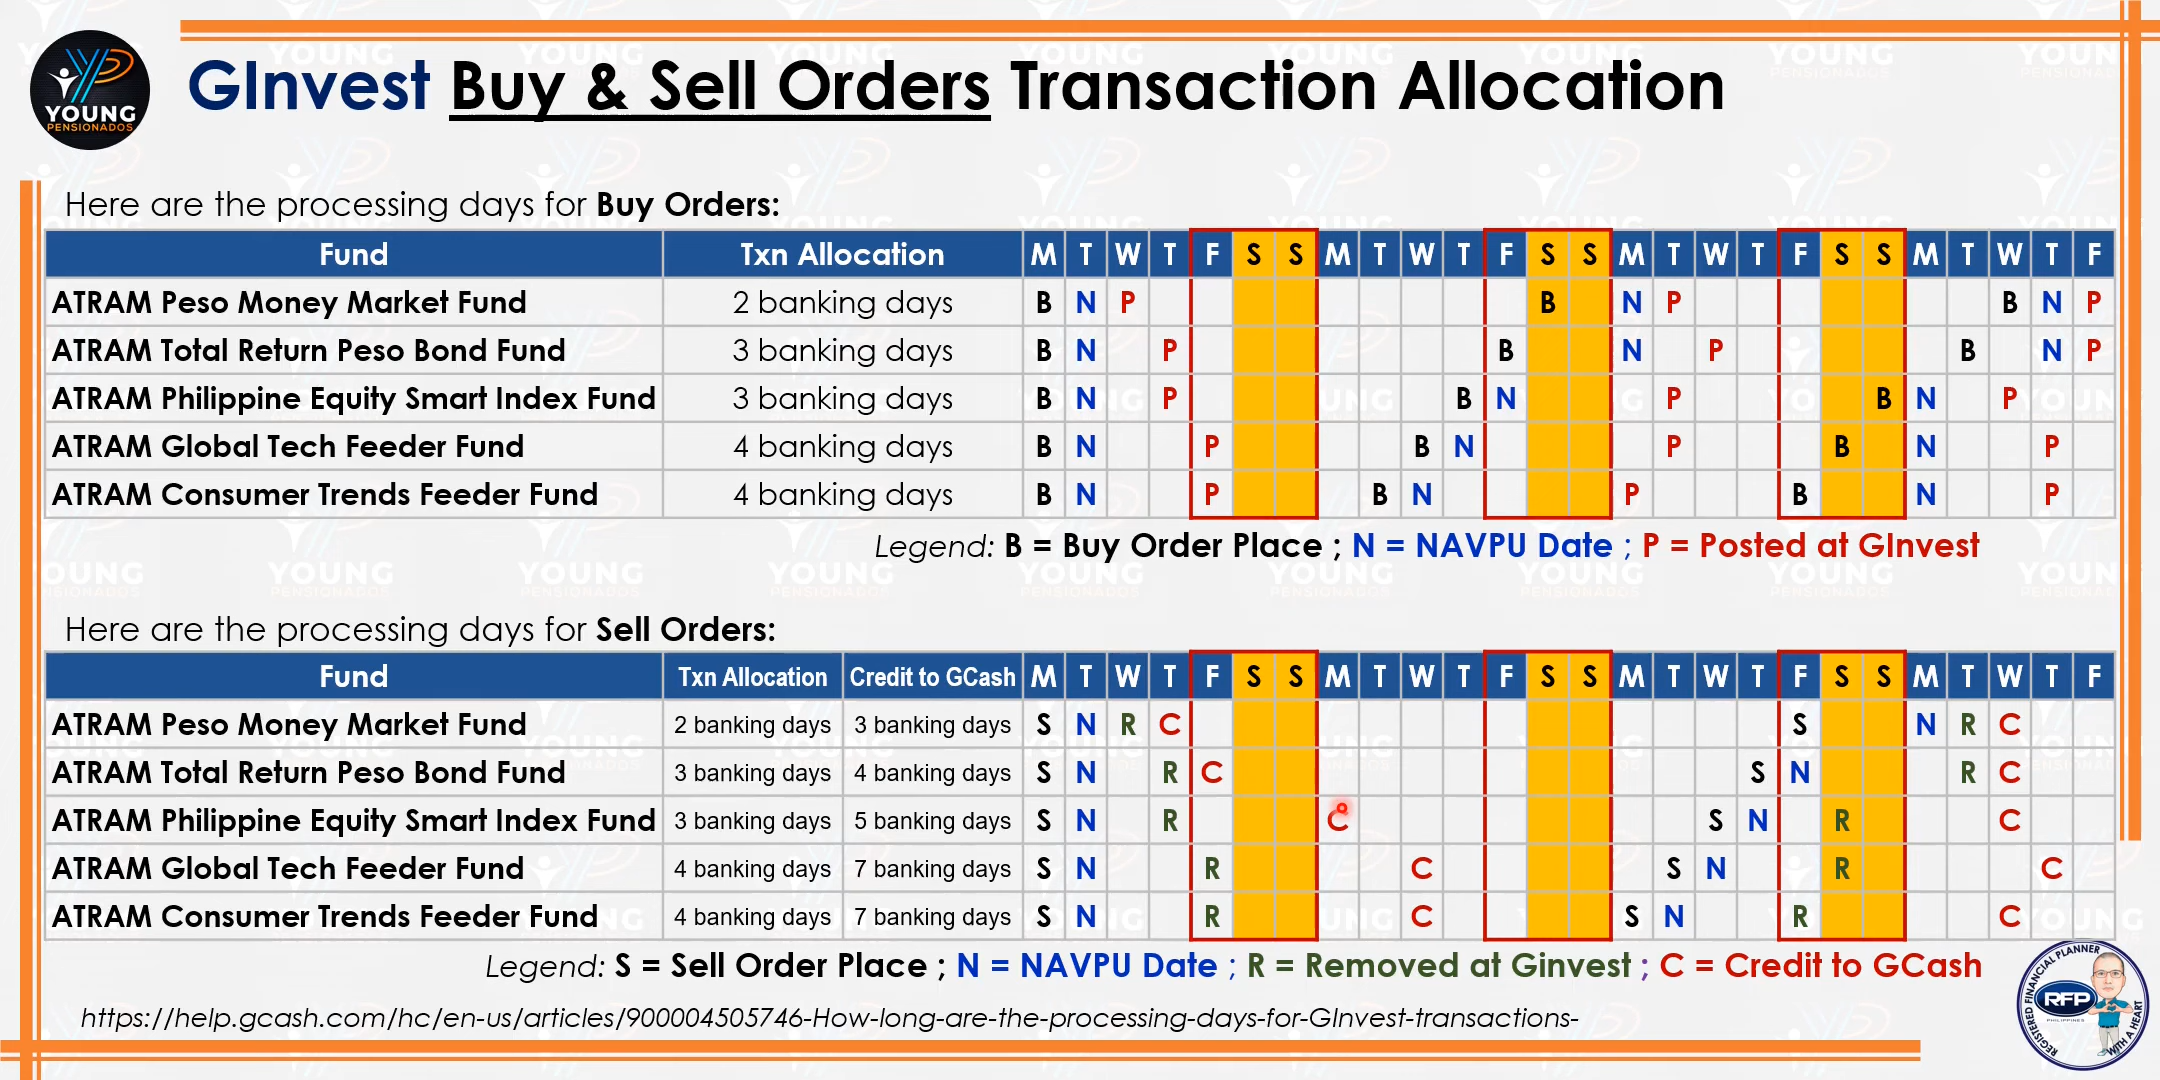 YOUNG
PENSIONADOS
GInvest Buy & Sell Orders Transaction Allocation
Here are the processing days for Buy Orders:
Fund Txn Allocation M T W T F S S M T W T F S S M T W T F S S M T W T F
ATRAM Peso Money Market Fund 2 banking days B N P B N P B N P
ATRAM Total Return Peso Bond Fund 3 banking days B N P B N P B N P
ATRAM Philippine Equity Smart Index Fund 3 banking days B N P B N P B N P
ATRAM Global Tech Feeder Fund 4 banking days B N P B N P B N P
ATRAM Consumer Trends Feeder Fund 4 banking days B N P B N P B N P
Legend: B = Buy Order Place ; N = NAVPU Date ; P = Posted at GInvest
Here are the processing days for Sell Orders:
Fund Txn Allocation Credit to GCash M T W T F S S M T W T F S S M T W T F S S M T W T F
ATRAM Peso Money Market Fund 2 banking days 3 banking days S N R C S N R C
ATRAM Total Return Peso Bond Fund 3 banking days 4 banking days S N R C S N R C
ATRAM Philippine Equity Smart Index Fund 3 banking days 5 banking days S N R C S N R C
ATRAM Global Tech Feeder Fund 4 banking days 7 banking days S N R C S N R C
ATRAM Consumer Trends Feeder Fund 4 banking days 7 banking days S N R C S N R C
Legend: S = Sell Order Place ; N = NAVPU Date ; R = Removed at Ginvest ; C = Credit to GCash
https://help.gcash.com/hc/en-us/articles/900004505746-How-long-are-the-processing-days-for-GInvest-transactions-
REGISTERED FINANCIAL PLANNER
RFP
PHILIPPINES
WITH A HEART